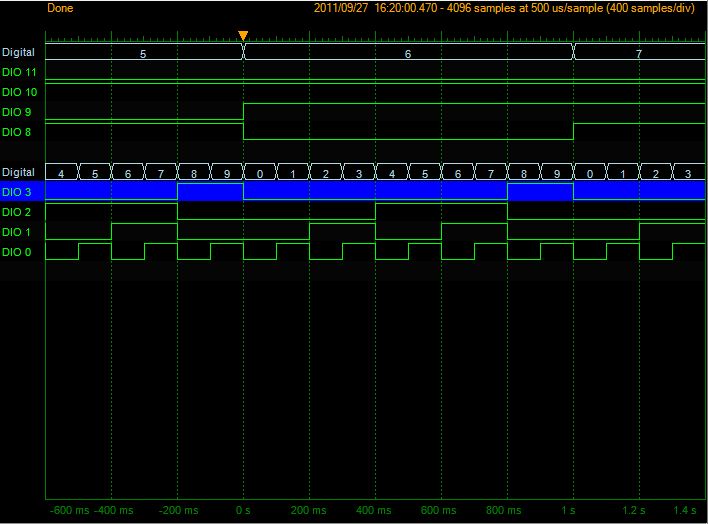 Done 2011/09/27 16:20:00.470 - 4096 samples at 500 us/sample (400 samples/div)
Digital 5 6 7
DIO 11
DIO 10
DIO 9
DIO 8
Digital 4 5 6 7 8 9 0 1 2 3 4 5 6 7 8 9 0 1 2 3
DIO 3
DIO 2
DIO 1
DIO 0
-600 ms -400 ms -200 ms 0 s 200 ms 400 ms 600 ms 800 ms 1 s 1.2 s 1.4 s